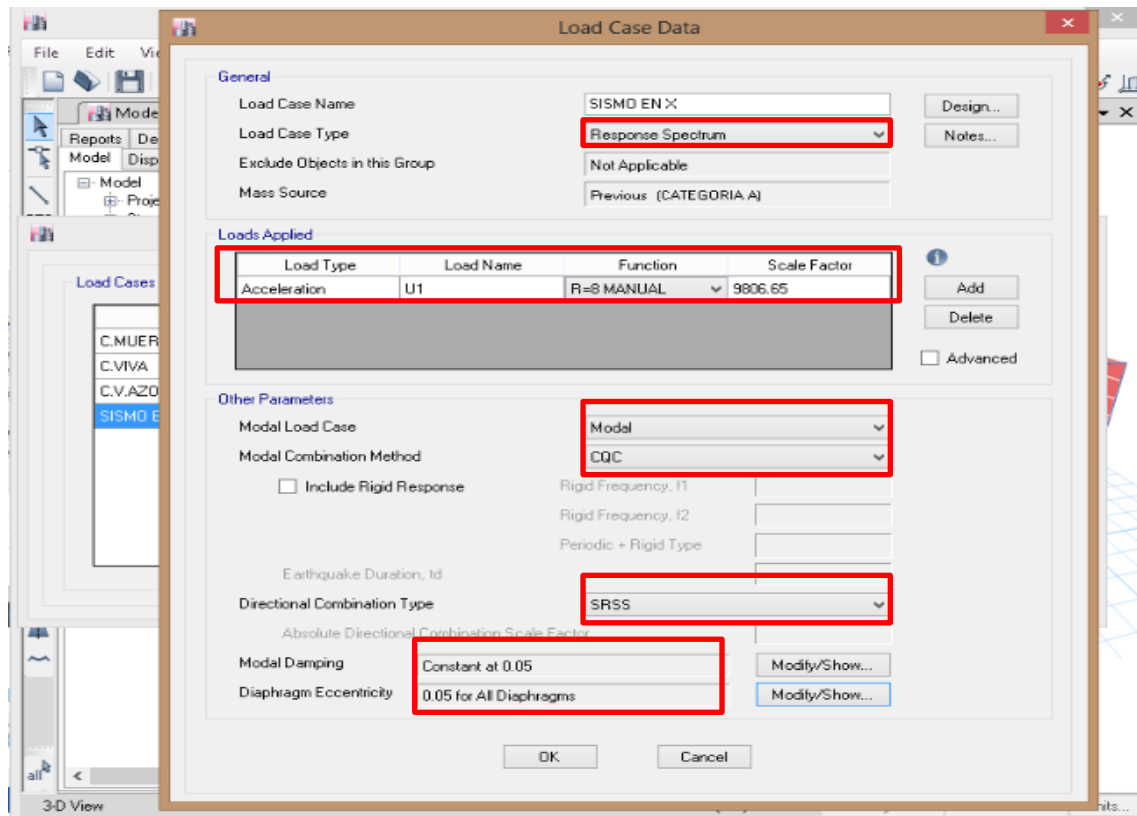 Load Case Data
File Edit
Mode
Reports De
Model Disp
Model
Proje
Load Cases
C.MUER
C.VIVA
C.V.AZO
SISMO E
all
3-D View
nits...
General
Load Case Name SISMO EN X Design...
Load Case Type Response Spectrum Notes...
Exclude Objects in this Group Not Applicable
Mass Source Previous (CATEGORIA A)
Loads Applied
Load Type Load Name Function Scale Factor
Acceleration U1 R=8 MANUAL 9806.65
Add
Delete
Advanced
Other Parameters
Modal Load Case Modal
Modal Combination Method CQC
Include Rigid Response Rigid Frequency, f1
Rigid Frequency, f2
Periodic + Rigid Type
Earthquake Duration, td
Directional Combination Type SRSS
Absolute Directional Combination Scale Factor
Modal Damping Constant at 0.05 Modify/Show...
Diaphragm Eccentricity 0.05 for All Diaphragms Modify/Show...
OK Cancel